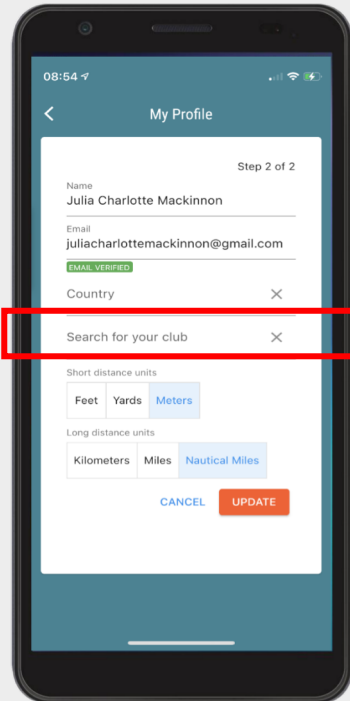 08:54
My Profile
Step 2 of 2
Name
Julia Charlotte Mackinnon
Email
juliacharlottemackinnon@gmail.com
EMAIL VERIFIED
Country
Search for your club
Short distance units
Feet Yards Meters
Long distance units
Kilometers Miles Nautical Miles
CANCEL UPDATE